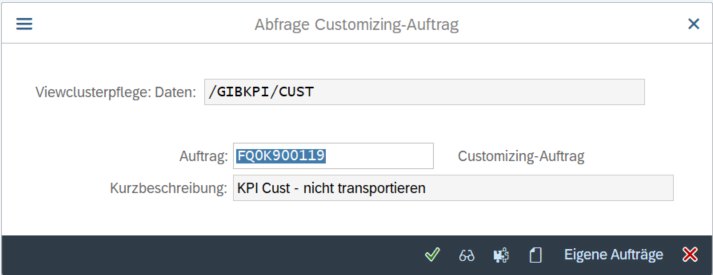 Abfrage Customizing-Auftrag
Viewclusterpflege: Daten: /GIBKPI/CUST
Auftrag: FQ0K900119 Customizing-Auftrag
Kurzbeschreibung: KPI Cust - nicht transportieren
Eigene Aufträge